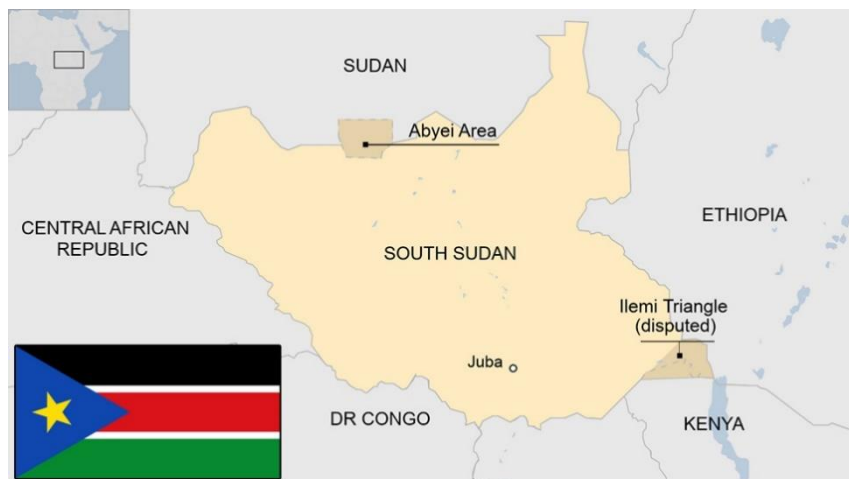 SUDAN
Abyei Area
ETHIOPIA
CENTRAL AFRICAN
REPUBLIC
SOUTH SUDAN
Ilemi Triangle
(disputed)
Juba
DR CONGO
KENYA